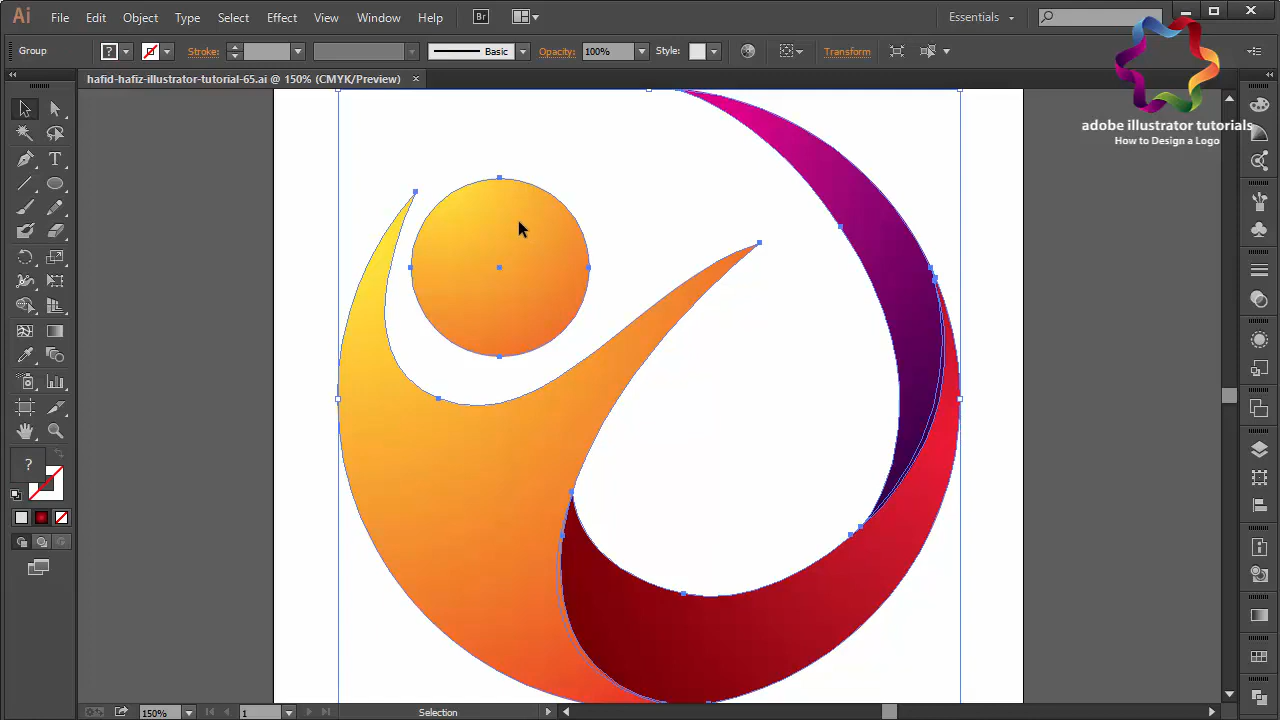 Ai File Edit Object Type Select Effect View Window Help Br Essentials
Group ? Stroke: Basic Opacity: 100% Style: Transform
hafid-hafiz-illustrator-tutorial-65.ai @ 150% (CMYK/Preview) ×
adobe illustrator tutorials
How to Design a Logo
T
?
150% 1 Selection